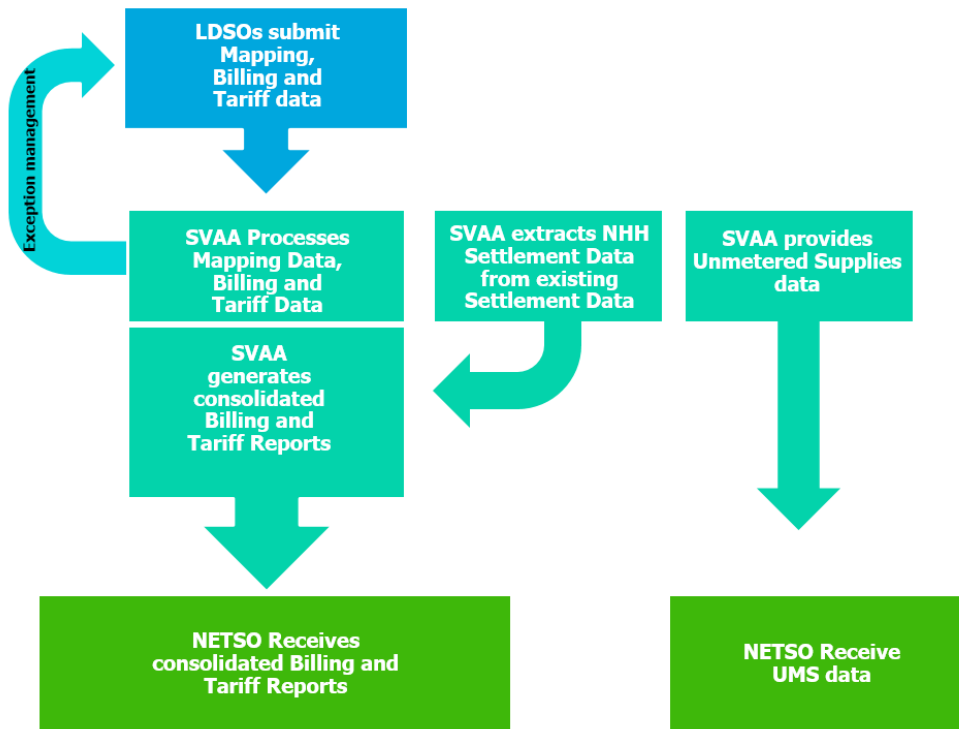 LDSOs submit
Mapping,
Billing and
Tariff data
Exception management
SVAA Processes
Mapping Data,
Billing and
Tariff Data
SVAA extracts NHH
Settlement Data
from existing
Settlement Data
SVAA provides
Unmetered Supplies
data
SVAA
generates
consolidated
Billing and
Tariff Reports
NETSO Receives
consolidated Billing and
Tariff Reports
NETSO Receive
UMS data